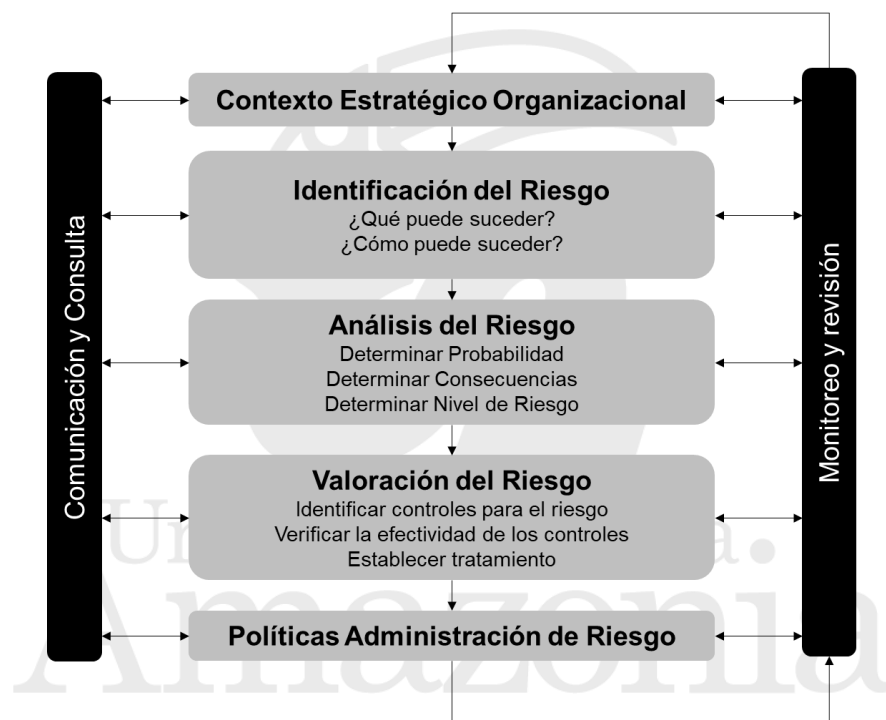 Contexto Estratégico Organizacional
Identificación del Riesgo
¿Qué puede suceder?
¿Cómo puede suceder?
Análisis del Riesgo
Determinar Probabilidad
Determinar Consecuencias
Determinar Nivel de Riesgo
Valoración del Riesgo
Identificar controles para el riesgo
Verificar la efectividad de los controles
Establecer tratamiento
Políticas Administración de Riesgo
Comunicación y Consulta
Monitoreo y revisión
Amazonia